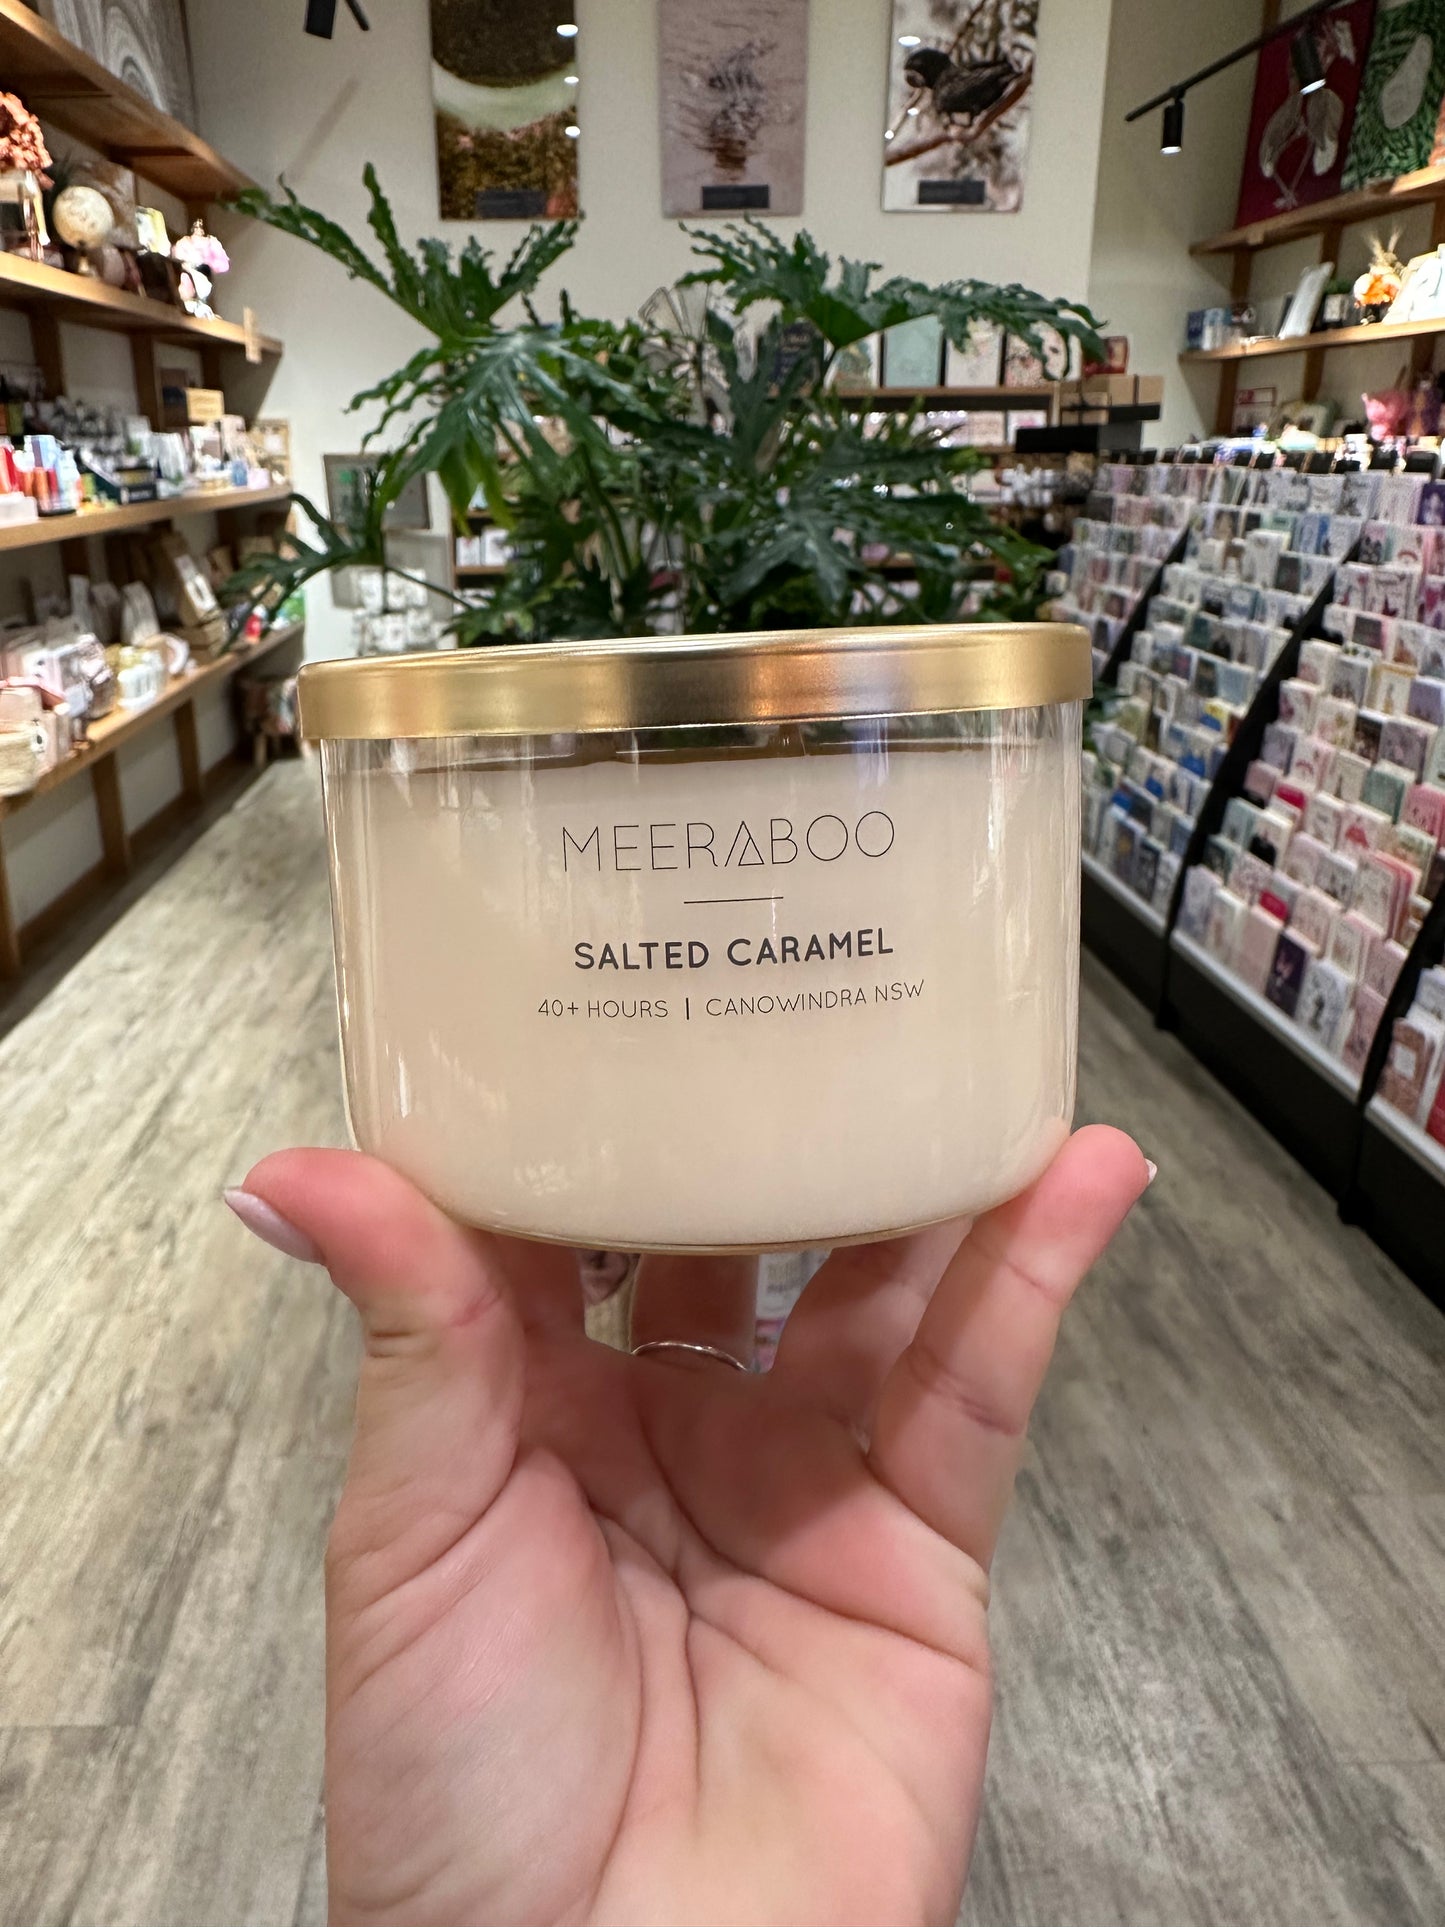 MEERABOO
SALTED CARAMEL
40+ HOURS | CANOWINDRA NSW